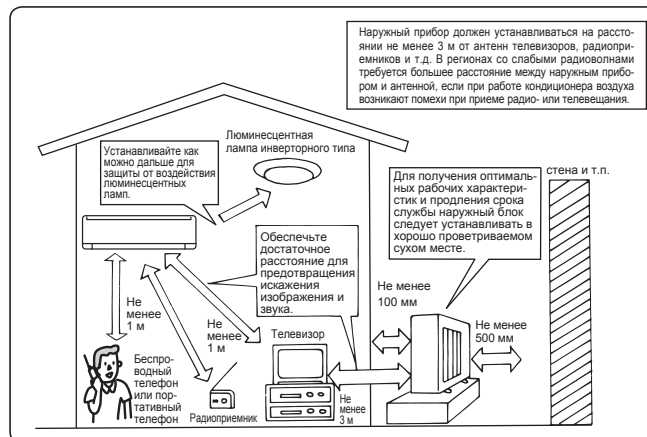 Наружный прибор должен устанавливаться на рассто-
янии не менее 3 м от антенн телевизоров, радиопри-
емников и т.д. В регионах со слабыми радиоволнами
требуется большее расстояние между наружным прибо-
ром и антенной, если при работе кондиционера воздуха
возникают помехи при приеме радио- или телевещания.
Люминесцентная
лампа инверторного типа
Устанавливайте как
можно дальше для
защиты от воздействия
люминесцентных
ламп.
Для получения оптималь-
ных рабочих характери-
стик и продления срока
службы наружный блок
следует устанавливать в
хорошо проветриваемом
сухом месте.
стена и т.п.
Обеспечьте
достаточное
расстояние для
предотвращения
искажения
изображения и
звука.
Не менее
100 мм
Не менее
500 мм
Не
менее
1 м
Не
менее
1 м
Телевизор
Беспро-
водный
телефон
или пор-
тативный
телефон
Радиоприемник
Не
менее
3 м